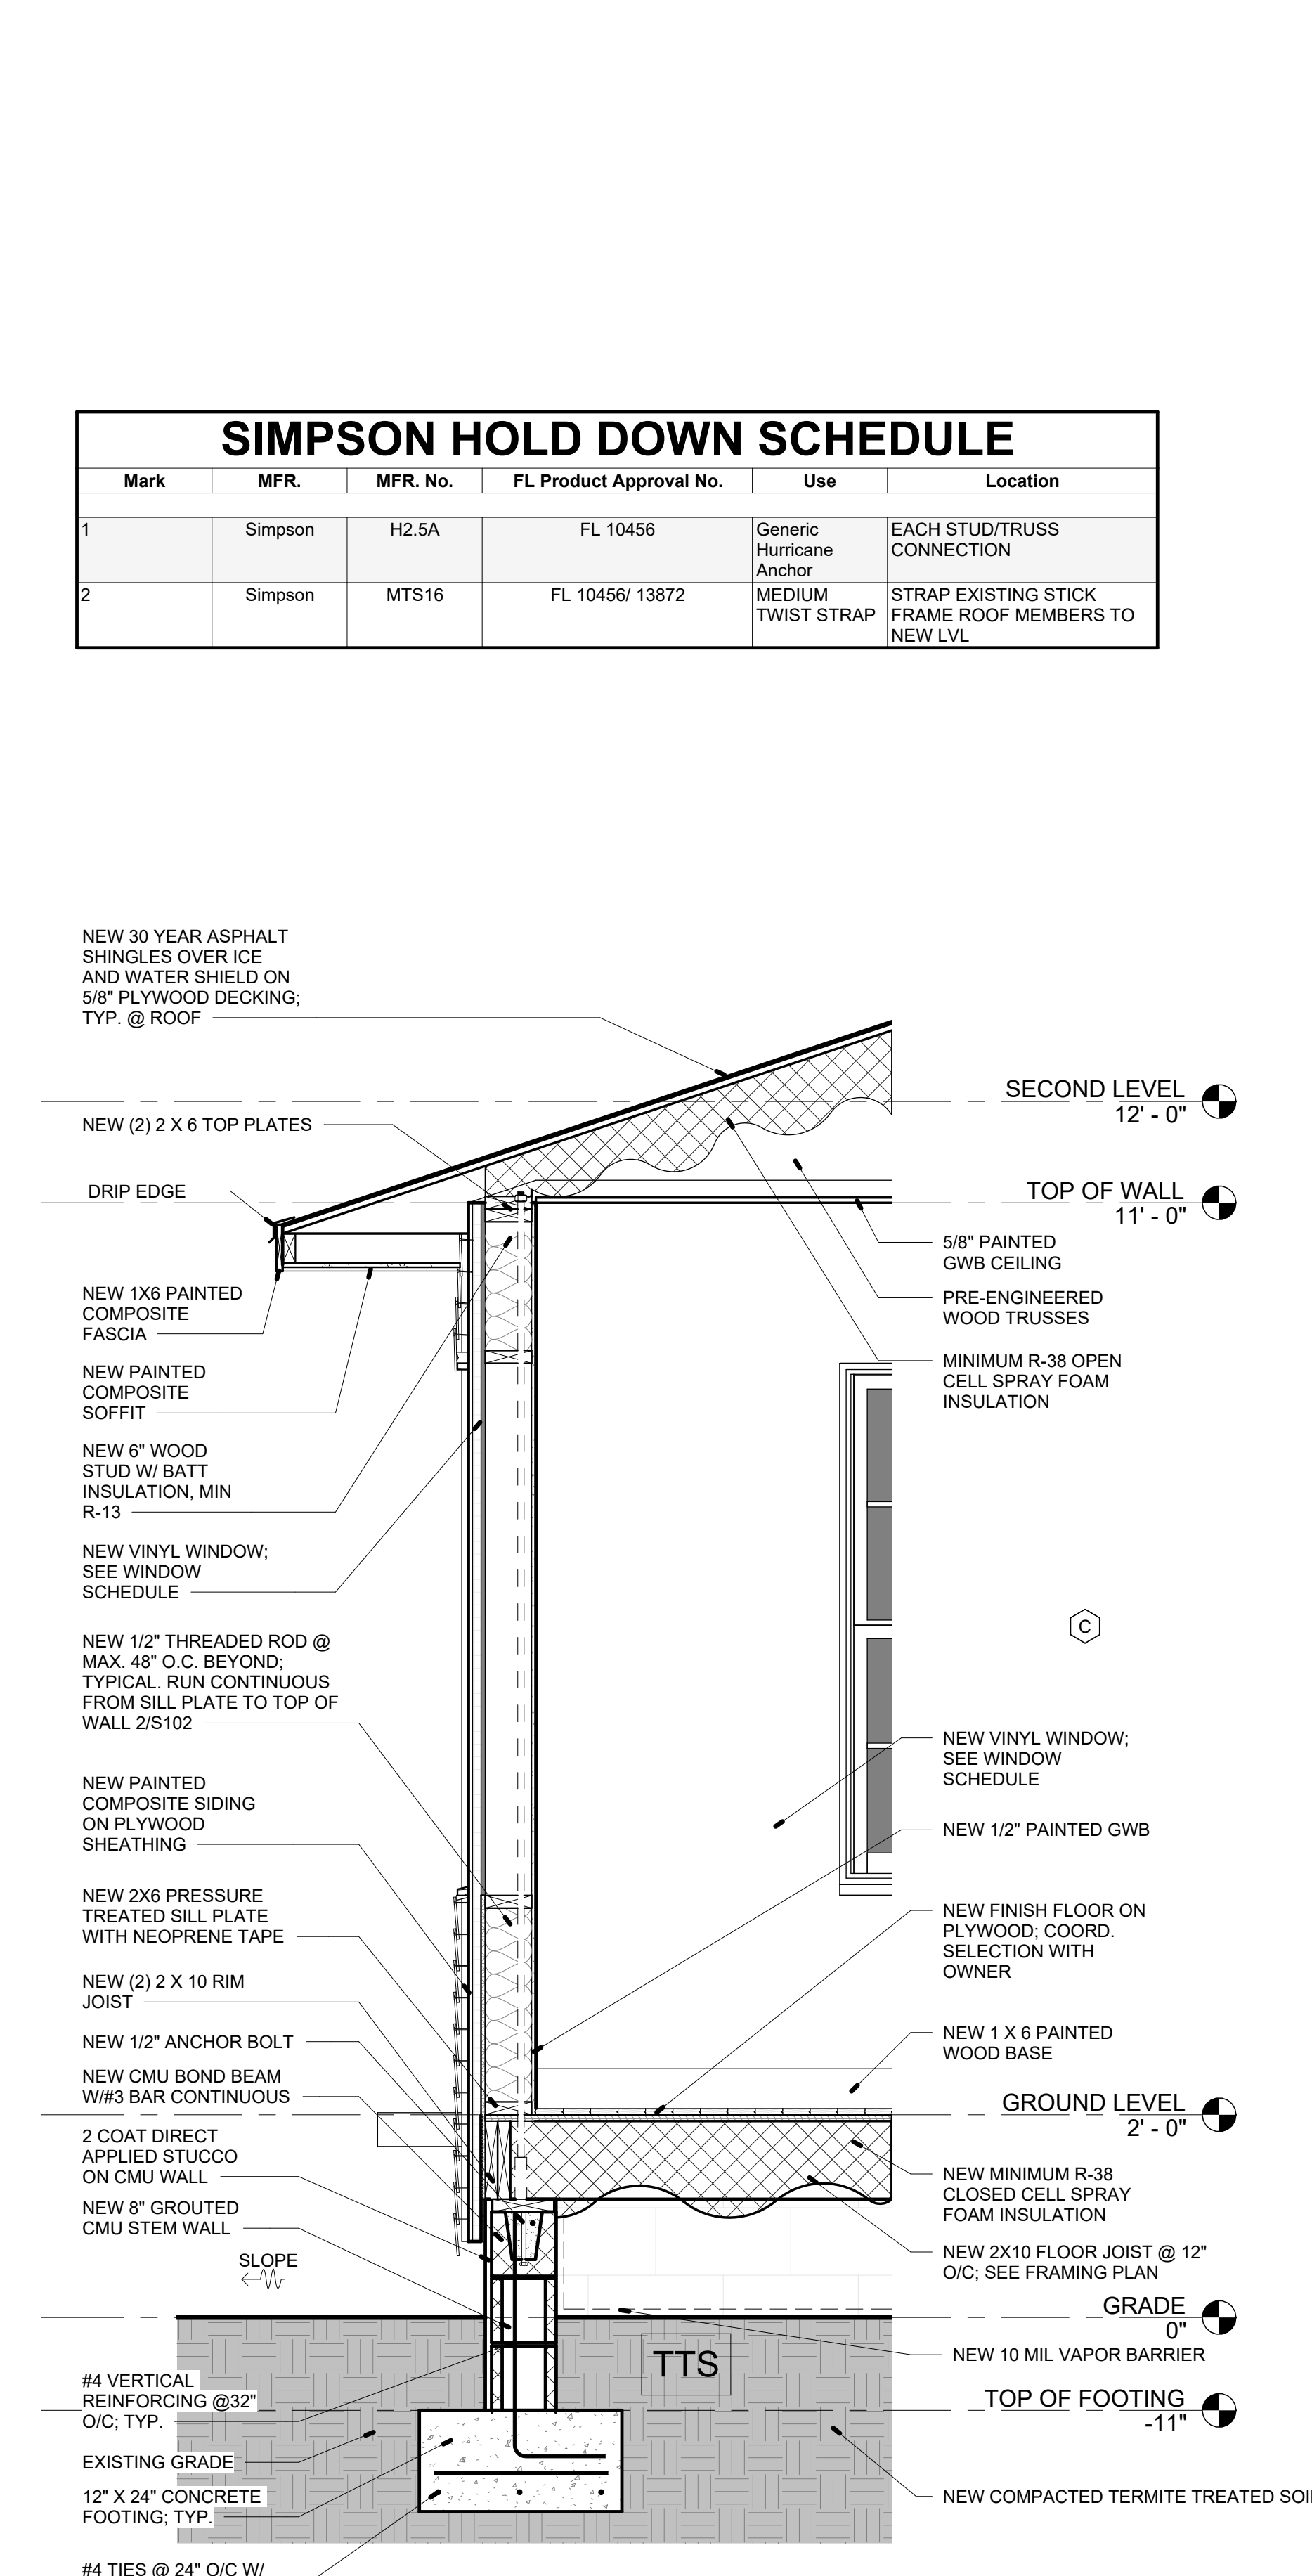 SIMPSON HOLD DOWN SCHEDULE
Mark MFR. MFR. No. FL Product Approval No. Use Location
1 Simpson H2.5A FL 10456 Generic Hurricane Anchor EACH STUD/TRUSS CONNECTION
2 Simpson MTS16 FL 10456/ 13872 MEDIUM TWIST STRAP STRAP EXISTING STICK FRAME ROOF MEMBERS TO NEW LVL
NEW 30 YEAR ASPHALT
SHINGLES OVER ICE
AND WATER SHIELD ON
5/8" PLYWOOD DECKING;
TYP. @ ROOF
NEW (2) 2 X 6 TOP PLATES
DRIP EDGE
NEW 1X6 PAINTED
COMPOSITE
FASCIA
NEW PAINTED
COMPOSITE
SOFFIT
NEW 6" WOOD
STUD W/ BATT
INSULATION, MIN
R-13
NEW VINYL WINDOW;
SEE WINDOW
SCHEDULE
NEW 1/2" THREADED ROD @
MAX. 48" O.C. BEYOND;
TYPICAL. RUN CONTINUOUS
FROM SILL PLATE TO TOP OF
WALL 2/S102
NEW PAINTED
COMPOSITE SIDING
ON PLYWOOD
SHEATHING
NEW 2X6 PRESSURE
TREATED SILL PLATE
WITH NEOPRENE TAPE
NEW (2) 2 X 10 RIM
JOIST
NEW 1/2" ANCHOR BOLT
NEW CMU BOND BEAM
W/#3 BAR CONTINUOUS
2 COAT DIRECT
APPLIED STUCCO
ON CMU WALL
NEW 8" GROUTED
CMU STEM WALL
SLOPE
#4 VERTICAL
REINFORCING @32"
O/C; TYP.
EXISTING GRADE
12" X 24" CONCRETE
FOOTING; TYP.
#4 TIES @ 24" O/C W/
SECOND LEVEL
12' - 0"
TOP OF WALL
11' - 0"
5/8" PAINTED
GWB CEILING
PRE-ENGINEERED
WOOD TRUSSES
MINIMUM R-38 OPEN
CELL SPRAY FOAM
INSULATION
C
NEW VINYL WINDOW;
SEE WINDOW
SCHEDULE
NEW 1/2" PAINTED GWB
NEW FINISH FLOOR ON
PLYWOOD; COORD.
SELECTION WITH
OWNER
NEW 1 X 6 PAINTED
WOOD BASE
GROUND LEVEL
2' - 0"
NEW MINIMUM R-38
CLOSED CELL SPRAY
FOAM INSULATION
NEW 2X10 FLOOR JOIST @ 12"
O/C; SEE FRAMING PLAN
GRADE
0"
NEW 10 MIL VAPOR BARRIER
TTS
TOP OF FOOTING
-11"
NEW COMPACTED TERMITE TREATED